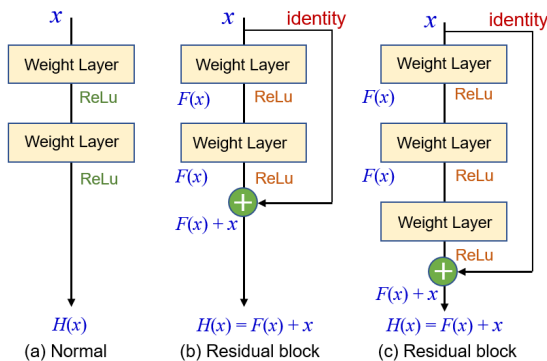 x
Weight Layer
ReLu
Weight Layer
ReLu
H(x)
(a) Normal
x
identity
Weight Layer
F(x) ReLu
Weight Layer
F(x) ReLu
+
F(x) + x
H(x) = F(x) + x
(b) Residual block
x
identity
Weight Layer
F(x) ReLu
Weight Layer
F(x) ReLu
Weight Layer
ReLu
+
F(x) + x
H(x) = F(x) + x
(c) Residual block